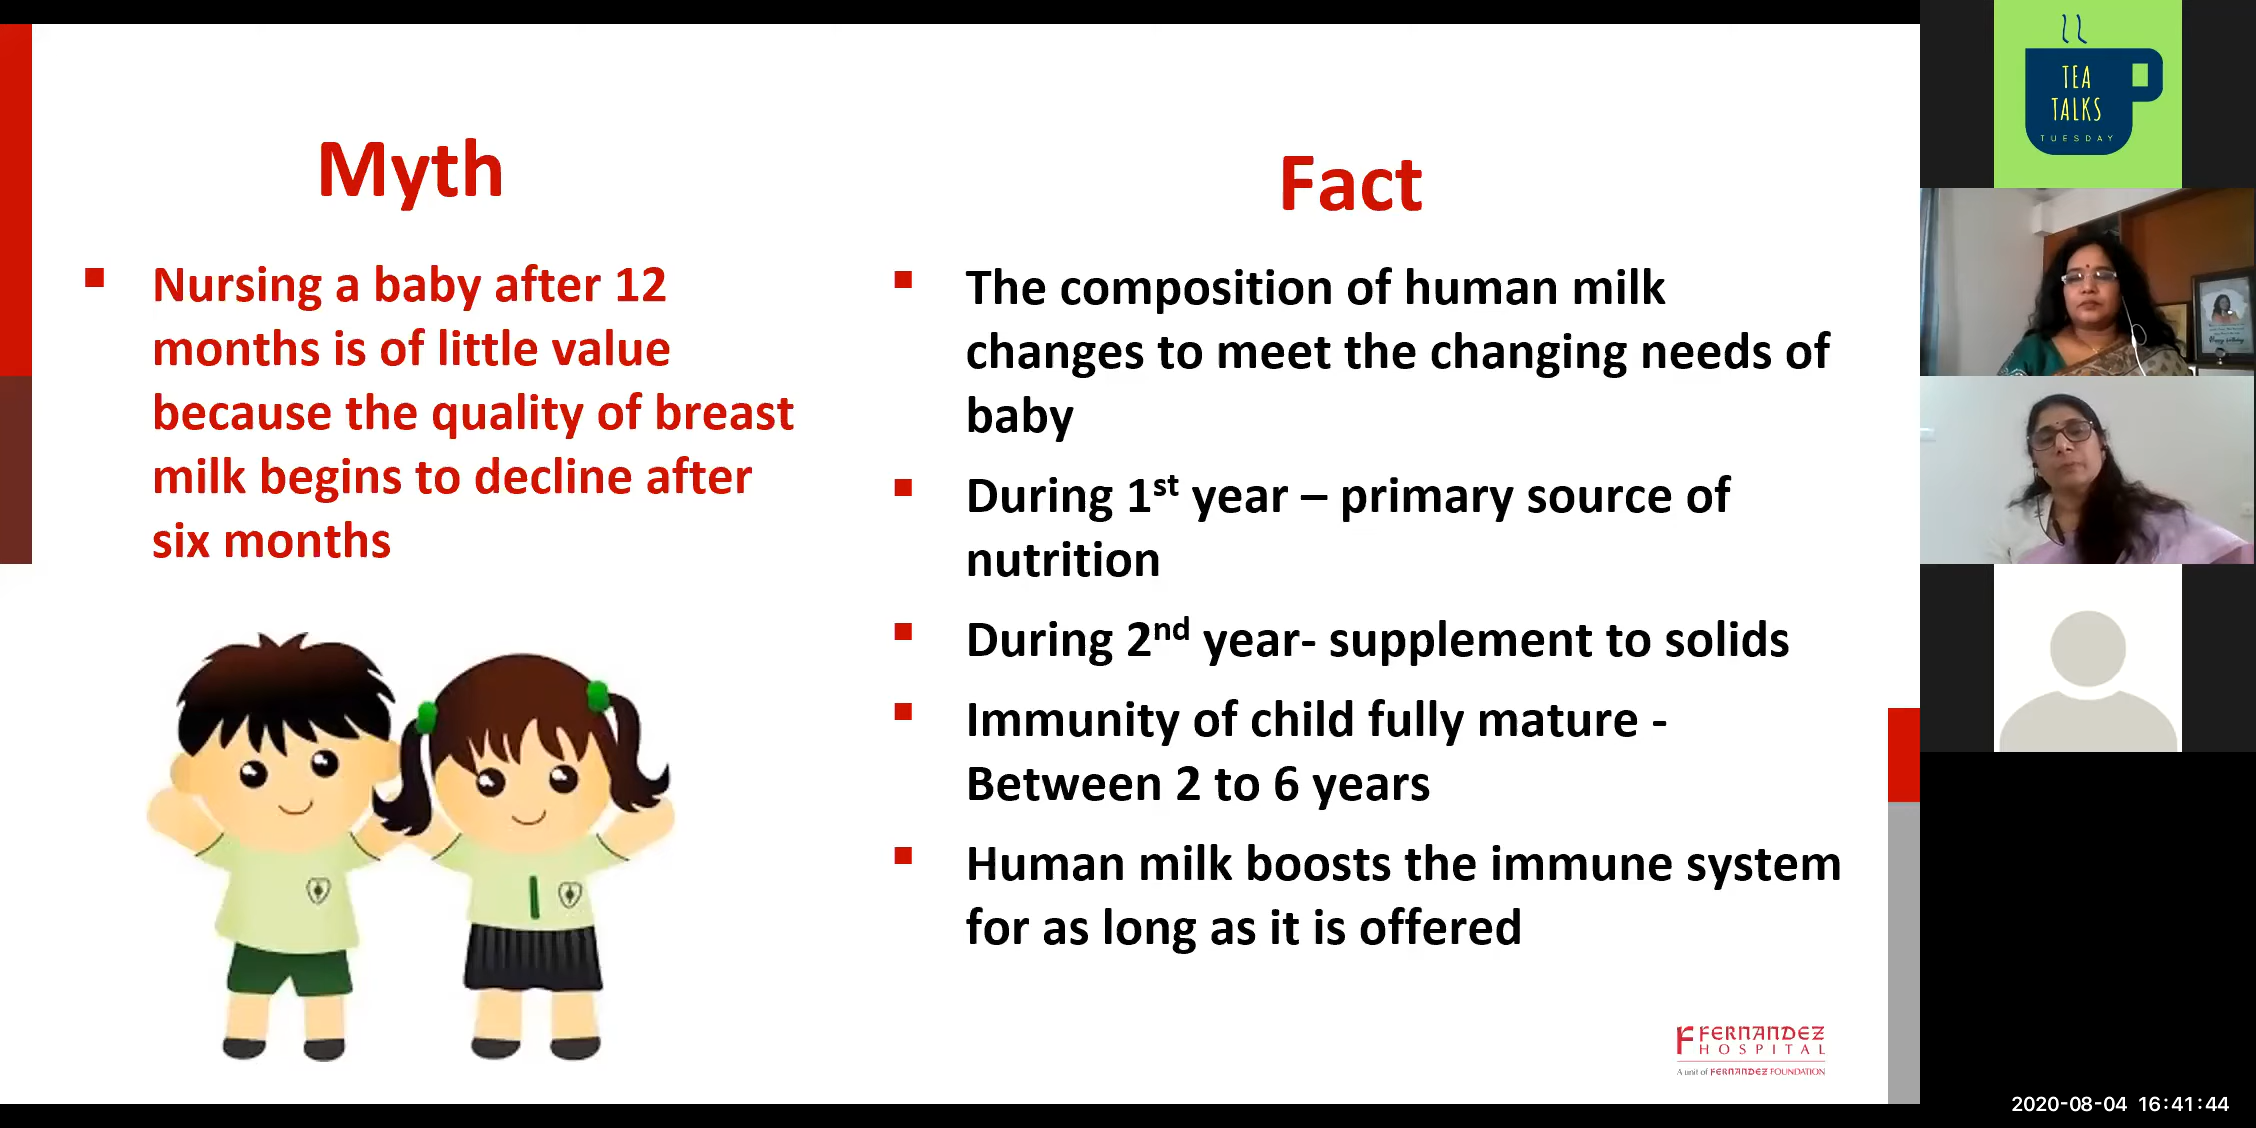 Myth
Nursing a baby after 12
months is of little value
because the quality of breast
milk begins to decline after
six months
Fact
The composition of human milk
changes to meet the changing needs of
baby
During 1st year – primary source of
nutrition
During 2nd year- supplement to solids
Immunity of child fully mature -
Between 2 to 6 years
Human milk boosts the immune system
for as long as it is offered
FERNANDEZ
HOSPITAL
A unit of FERNANDEZ FOUNDATION
TEA
TALKS
TUESDAY
2020-08-04 16:41:44